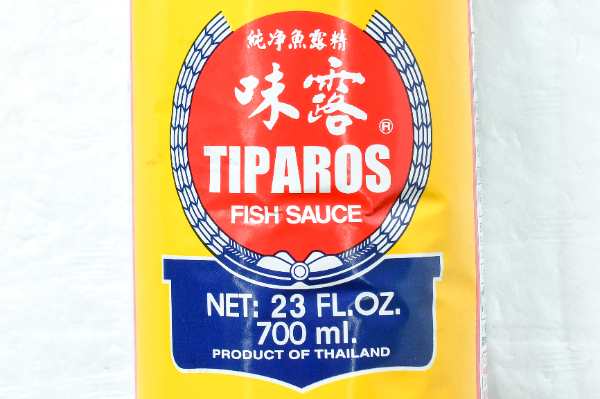 純净魚露精
味露®
TIPAROS
FISH SAUCE
NET: 23 FL.OZ.
700 ml.
PRODUCT OF THAILAND